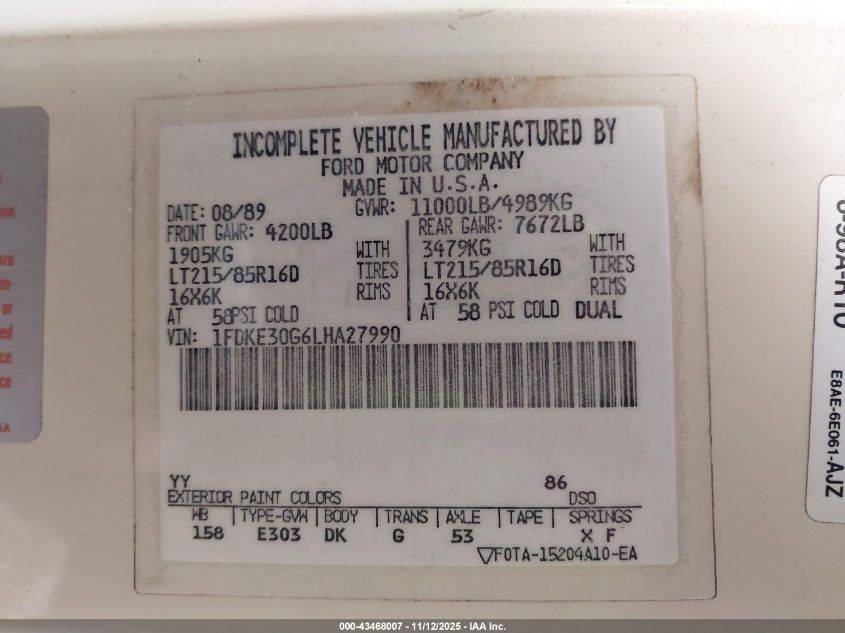 INCOMPLETE VEHICLE MANUFACTURED BY
FORD MOTOR COMPANY
MADE IN U.S.A.
DATE: 08/89 GVWR: 11000LB/4989KG
FRONT GAWR: 4200LB REAR GAWR: 7672LB
1905KG WITH 3479KG WITH
LT215/85R16D TIRES LT215/85R16D TIRES
16X6K RIMS 16X6K RIMS
AT 58PSI COLD AT 58 PSI COLD DUAL
VIN: 1FDKE30G6LHA27990
YY 86
EXTERIOR PAINT COLORS DSO
WB TYPE-GVW BODY TRANS AXLE TAPE SPRINGS
158 E303 DK G 53 X F
▽F0TA-15204A10-EA
E8AE-6E061-AJZ
000-43468007 - 11/12/2025 - IAA Inc.